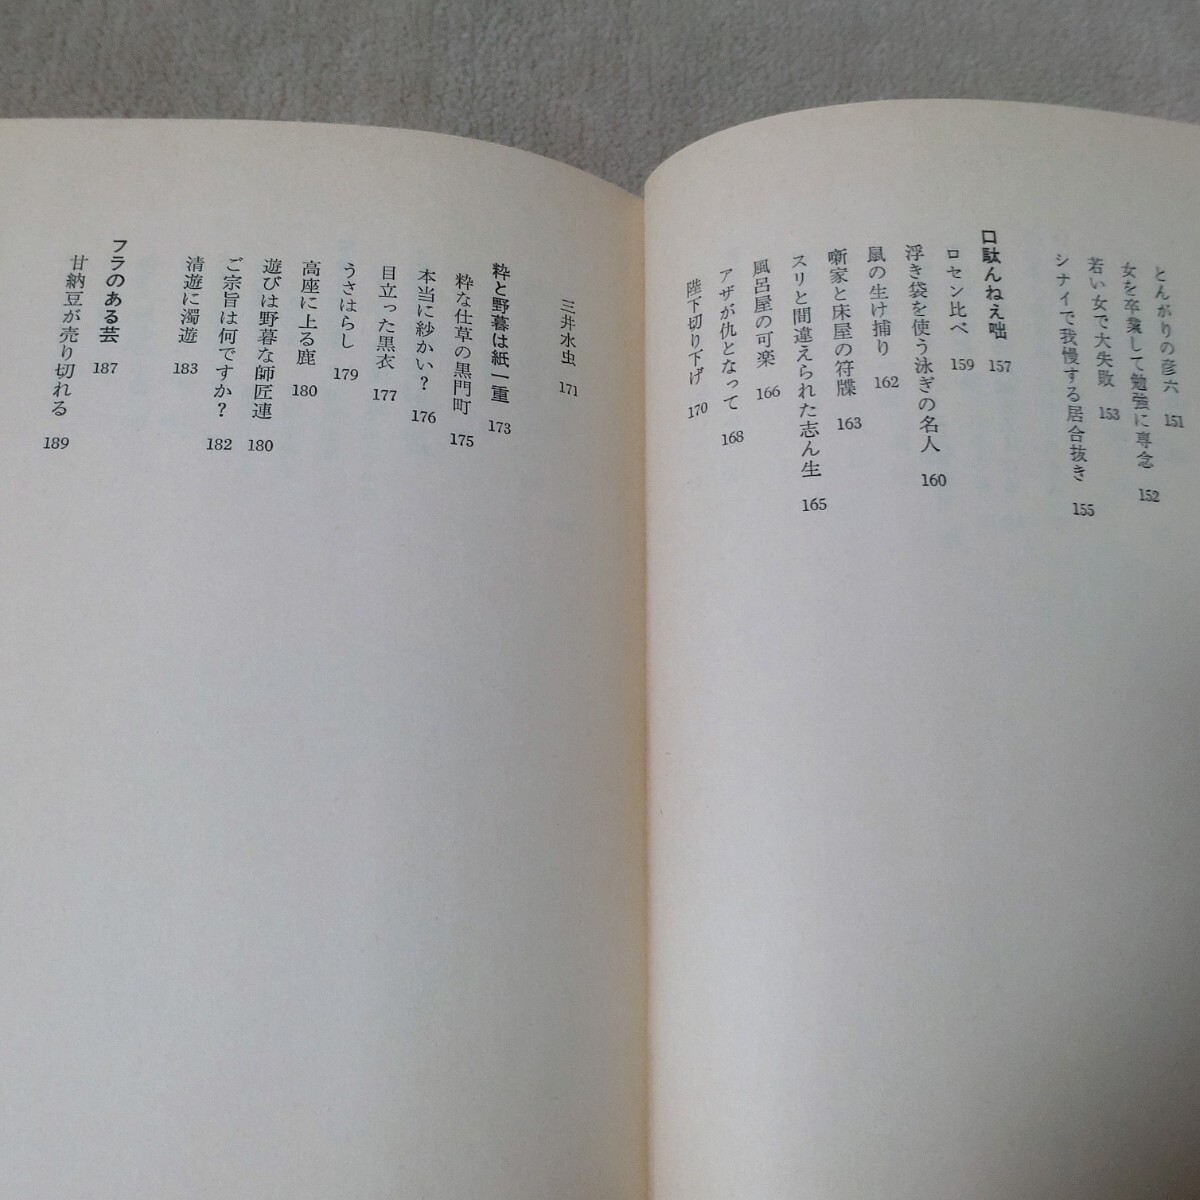 とんがりの彦六 151
女を卒業して勉強に専念 152
若い女で大失敗 153
シナイで我慢する居合抜き 155
口駄んねえ咄 157
ロセン比べ 159
浮き袋を使う泳ぎの名人 160
鼠の生け捕り 162
噺家と床屋の符牒 163
スリと間違えられた志ん生 165
風呂屋の可楽 166
アザが仇となって 168
陛下切り下げ 170
三井水虫 171
粋と野暮は紙一重 173
粋な仕草の黒門町 175
本当に紗かい? 176
目立った黒衣 177
うさはらし 179
高座に上る鹿 180
遊びは野暮な師匠連 180
ご宗旨は何ですか? 182
清遊に濁遊 183
フラのある芸 187
甘納豆が売り切れる 189